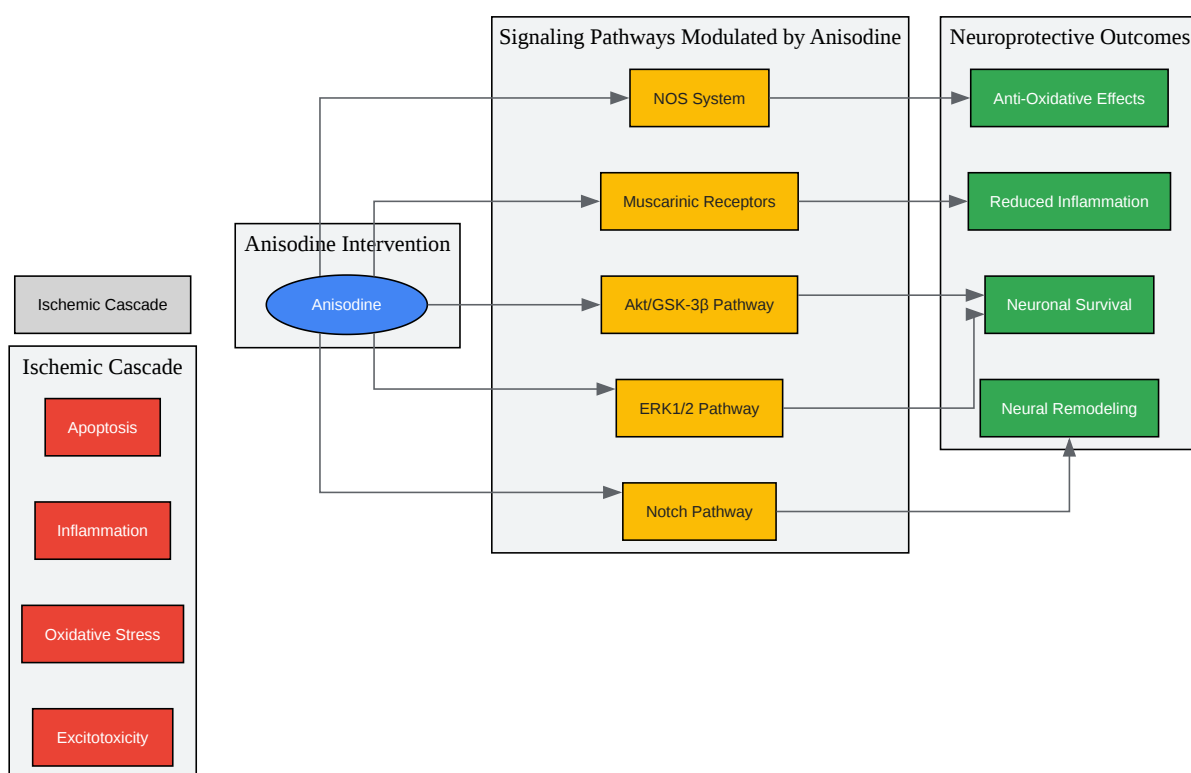 Signaling Pathways Modulated by Anisodine
Neuroprotective Outcomes
NOS System
Anti-Oxidative Effects
Muscarinic Receptors
Reduced Inflammation
Anisodine Intervention
Ischemic Cascade
Anisodine
Akt/GSK-3β Pathway
Neuronal Survival
Ischemic Cascade
ERK1/2 Pathway
Neural Remodeling
Apoptosis
Notch Pathway
Inflammation
Oxidative Stress
Excitotoxicity